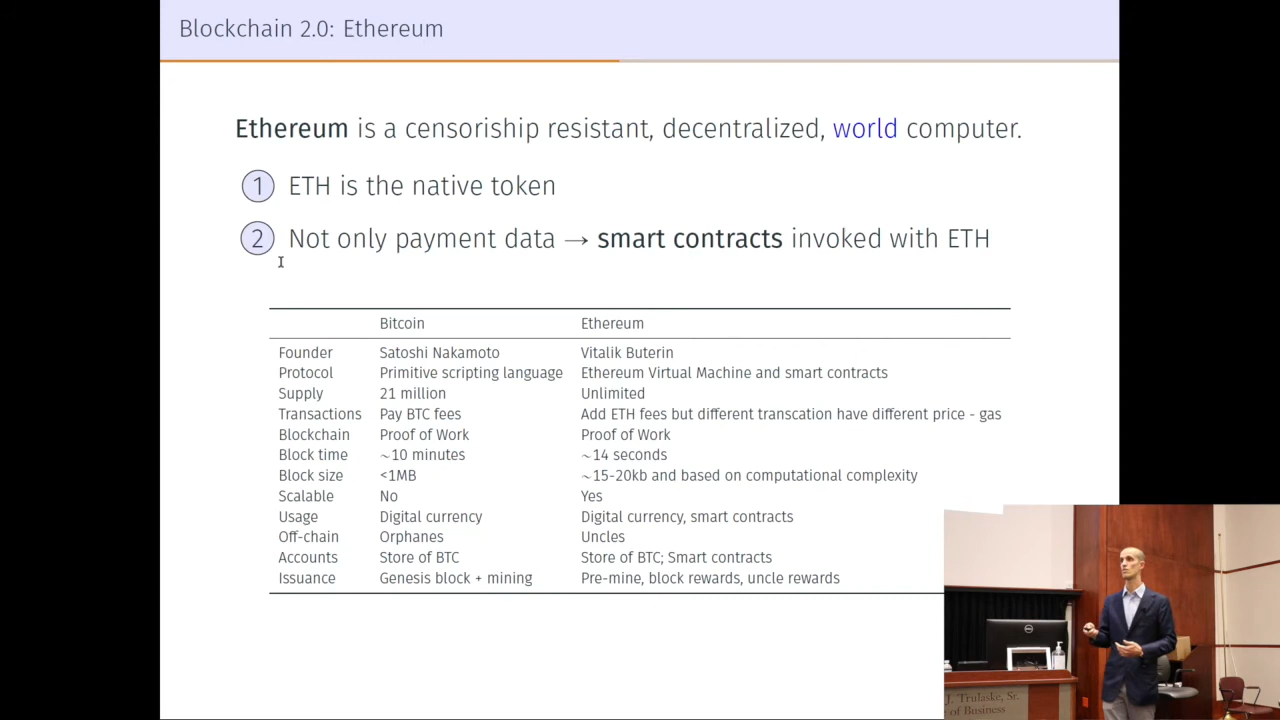 Blockchain 2.0: Ethereum
Ethereum is a censoriship resistant, decentralized, world computer.
1 ETH is the native token
2 Not only payment data → smart contracts invoked with ETH
Bitcoin Ethereum
Founder Satoshi Nakamoto Vitalik Buterin
Protocol Primitive scripting language Ethereum Virtual Machine and smart contracts
Supply 21 million Unlimited
Transactions Pay BTC fees Add ETH fees but different transcation have different price - gas
Blockchain Proof of Work Proof of Work
Block time ~10 minutes ~14 seconds
Block size <1MB ~15-20kb and based on computational complexity
Scalable No Yes
Usage Digital currency Digital currency, smart contracts
Off-chain Orphanes Uncles
Accounts Store of BTC Store of BTC; Smart contracts
Issuance Genesis block + mining Pre-mine, block rewards, uncle rewards
DELL
J. Trulaske, Sr.
of Business